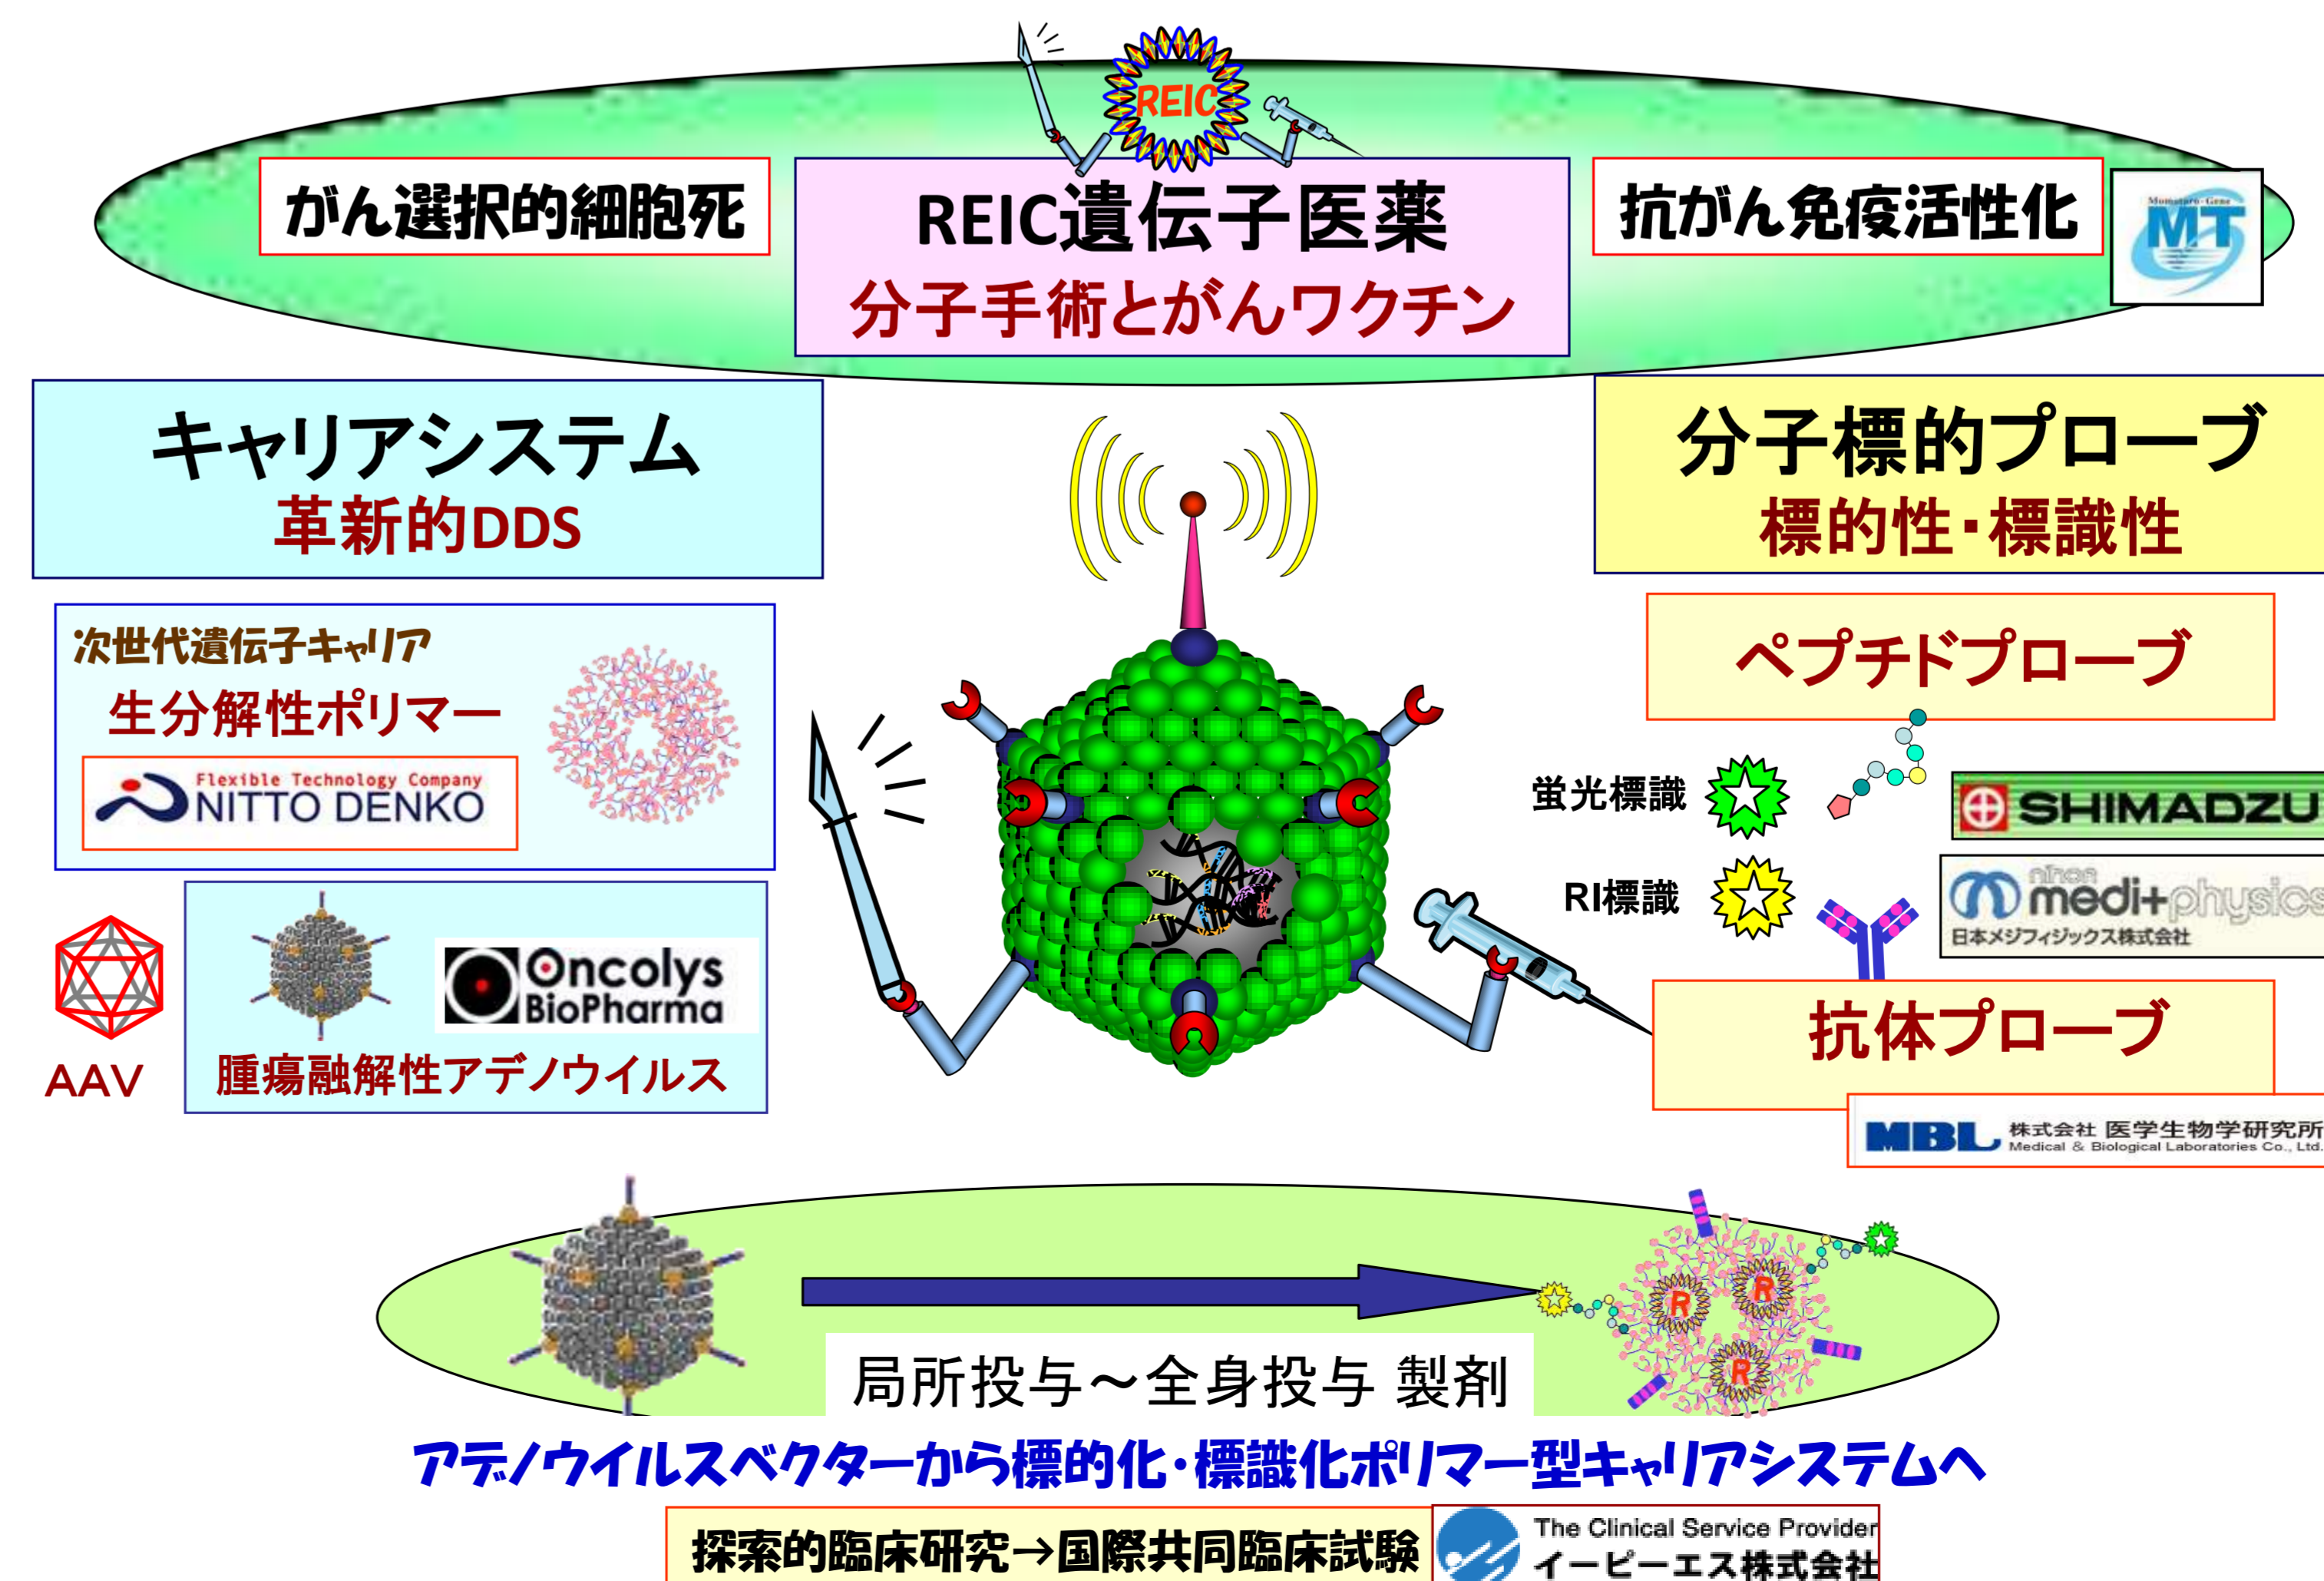 REIC
がん選択的細胞死
REIC遺伝子医薬
分子手術とがんワクチン
抗がん免疫活性化
Momotaro-Gene
MT
キャリアシステム
革新的DDS
分子標的プローブ
標的性・標識性
次世代遺伝子キャリア
生分解性ポリマー
Flexible Technology Company
NITTO DENKO
ペプチドプローブ
蛍光標識
SHIMADZU
RI標識
nihon
medi+physics
日本メジフィジックス株式会社
AAV
Oncolys
BioPharma
腫瘍融解性アデノウイルス
抗体プローブ
MBL
株式会社 医学生物学研究所
Medical & Biological Laboratories Co., Ltd.
R
R
R
局所投与～全身投与 製剤
アデノウイルスベクターから標的化・標識化ポリマー型キャリアシステムへ
探索的臨床研究→国際共同臨床試験
The Clinical Service Provider
イーピーエス株式会社